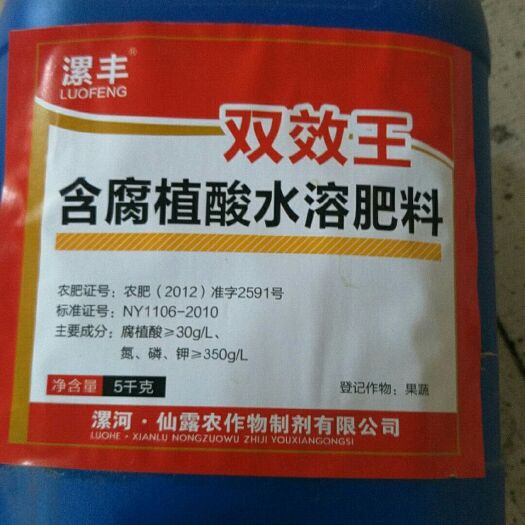 漯丰®
LUOFENG
双效王
含腐植酸水溶肥料
农肥证号：农肥（2012）准字2591号
标准证号：NY1106-2010
主要成分：腐植酸≥30g/L、
氮、磷、钾≥350g/L
净含量 5千克
登记作物：果蔬
漯河·仙露农作物制剂有限公司
LUOHE·XIANLU NONGZUOWU ZHIJI YOUXIANGONGSI